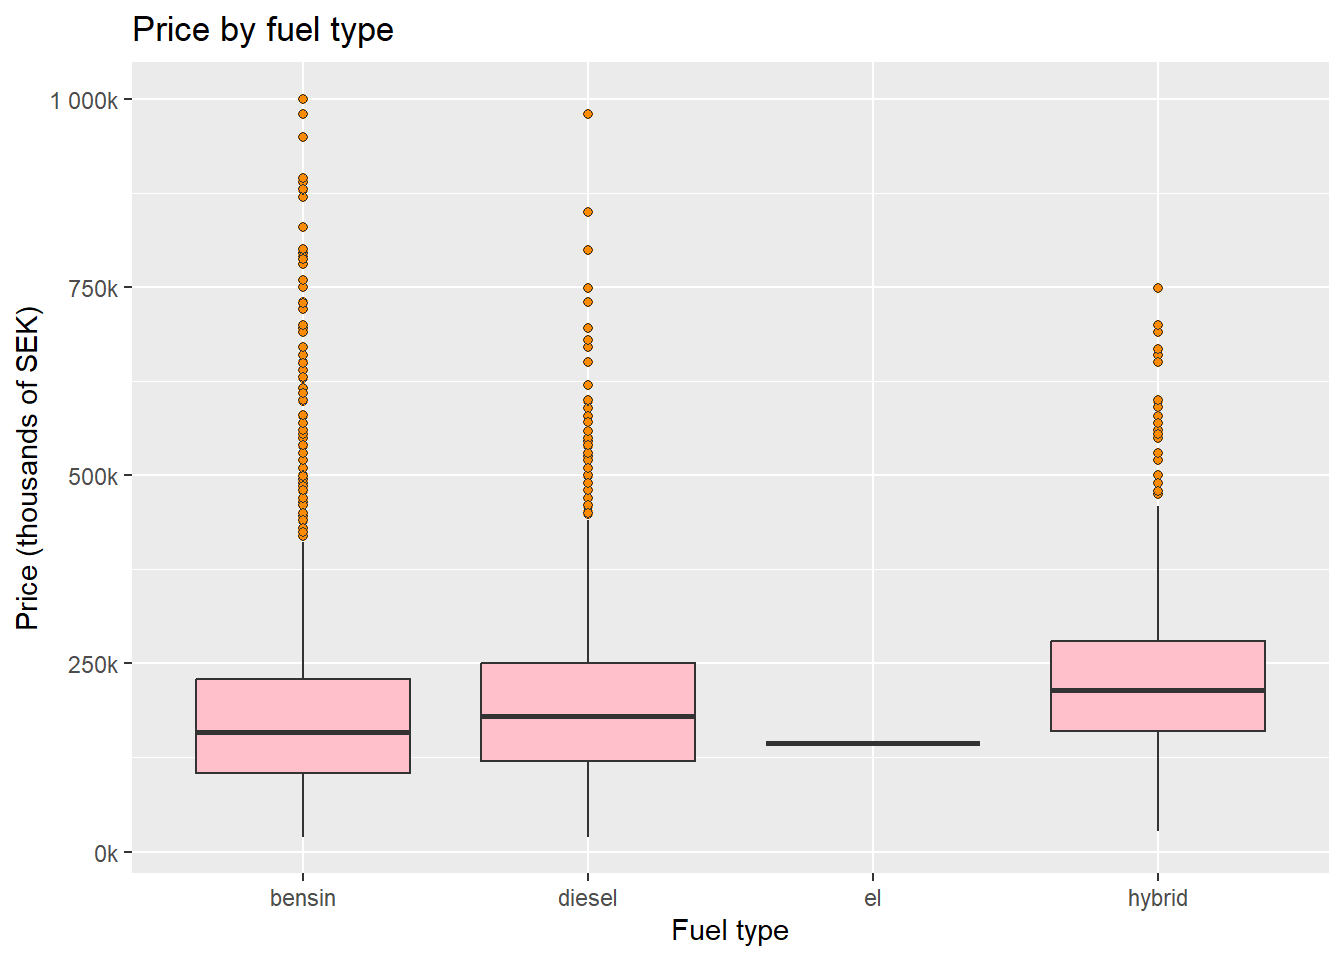 Price by fuel type
Price (thousands of SEK)
1 000k
750k
500k
250k
0k
bensin
diesel
el
hybrid
Fuel type